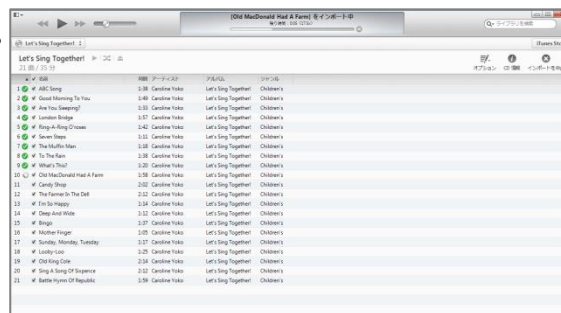 [Old MacDonald Had A Farm] をインポート中
ライブラリを検索
Let's Sing Together!
iTunes Sto
Let's Sing Together!
21 曲 / 35 分
オプション CD 情報 インポートを中
名前 時間 アーティスト アルバム ジャンル
1 ABC Song 1:38 Caroline Yoko Let's Sing Together! Children's
2 Good Morning To You 1:49 Caroline Yoko Let's Sing Together! Children's
3 Are You Sleeping? 1:33 Caroline Yoko Let's Sing Together! Children's
4 London Bridge 1:57 Caroline Yoko Let's Sing Together! Children's
5 Ring-A-Ring O'roses 1:42 Caroline Yoko Let's Sing Together! Children's
6 Seven Steps 1:11 Caroline Yoko Let's Sing Together! Children's
7 The Muffin Man 1:18 Caroline Yoko Let's Sing Together! Children's
8 To The Rain 1:38 Caroline Yoko Let's Sing Together! Children's
9 What's This? 1:20 Caroline Yoko Let's Sing Together! Children's
10 Old MacDonald Had A Farm 1:58 Caroline Yoko Let's Sing Together! Children's
11 Candy Shop 2:02 Caroline Yoko Let's Sing Together! Children's
12 The Farmer In The Dell 2:12 Caroline Yoko Let's Sing Together! Children's
13 I'm So Happy 1:14 Caroline Yoko Let's Sing Together! Children's
14 Deep And Wide 1:12 Caroline Yoko Let's Sing Together! Children's
15 Bingo 1:37 Caroline Yoko Let's Sing Together! Children's
16 Mother Finger 1:05 Caroline Yoko Let's Sing Together! Children's
17 Sunday, Monday, Tuesday 1:17 Caroline Yoko Let's Sing Together! Children's
18 Looby-Loo 1:25 Caroline Yoko Let's Sing Together! Children's
19 Old King Cole 2:14 Caroline Yoko Let's Sing Together! Children's
20 Sing A Song Of Sixpence 2:12 Caroline Yoko Let's Sing Together! Children's
21 Battle Hymn Of Republic 1:59 Caroline Yoko Let's Sing Together! Children's